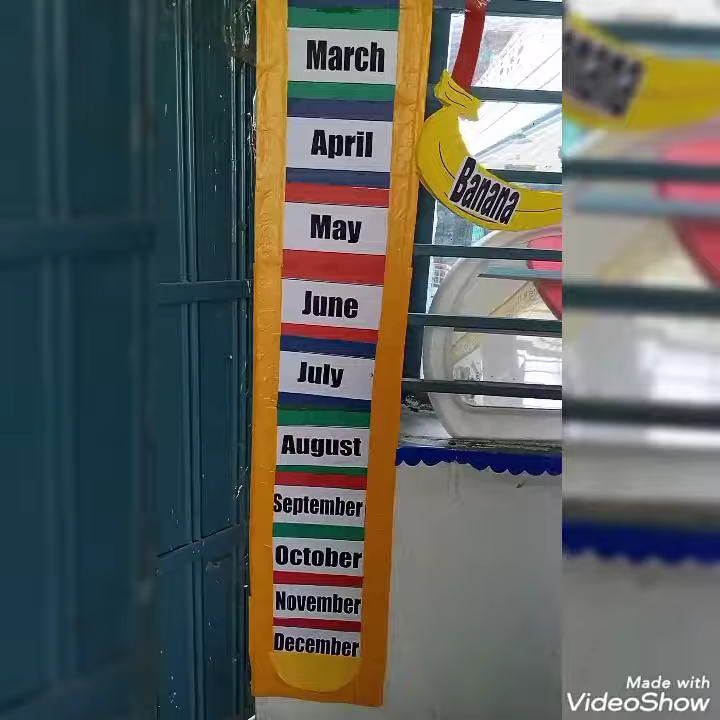 March
April
Banana
May
June
July
August
September
October
November
December
Made with
VideoShow